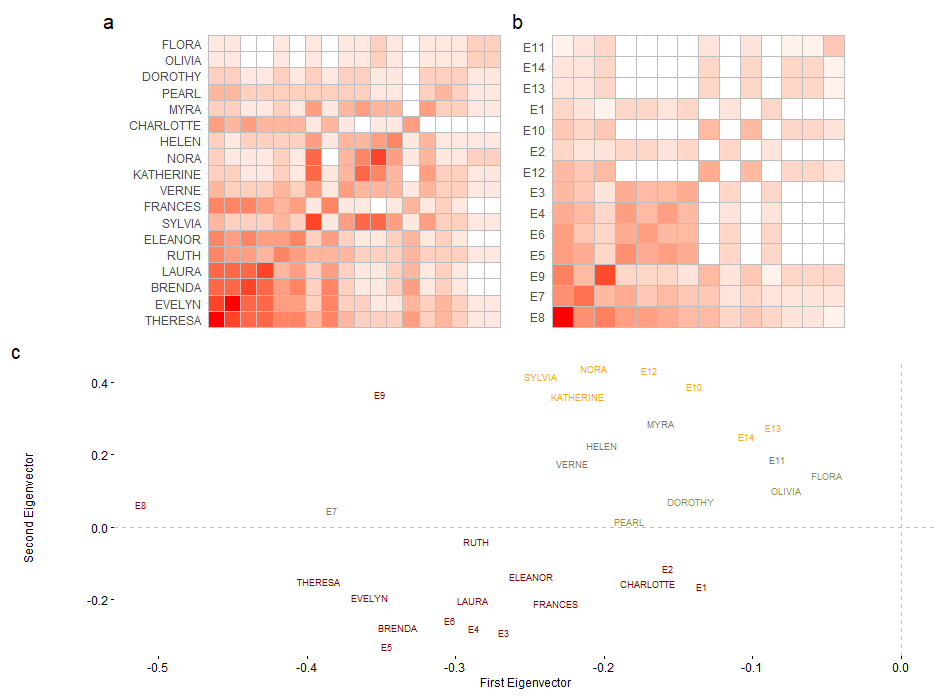 a
FLORA
OLIVIA
DOROTHY
PEARL
MYRA
CHARLOTTE
HELEN
NORA
KATHERINE
VERNE
FRANCES
SYLVIA
ELEANOR
RUTH
LAURA
BRENDA
EVELYN
THERESA
b
E11
E14
E13
E1
E10
E2
E12
E3
E4
E6
E5
E9
E7
E8
c
Second Eigenvector
0.4
0.2
0.0
-0.2
NORA
E12
SYLVIA
E10
E9
KATHERINE
MYRA
E13
E14
HELEN
VERNE
E11
FLORA
OLIVIA
E8
DOROTHY
E7
PEARL
RUTH
E2
ELEANOR
THERESA
CHARLOTTE
E1
EVELYN
LAURA
FRANCES
E6
BRENDA
E4
E3
E5
-0.5
-0.4
-0.3
-0.2
-0.1
0.0
First Eigenvector